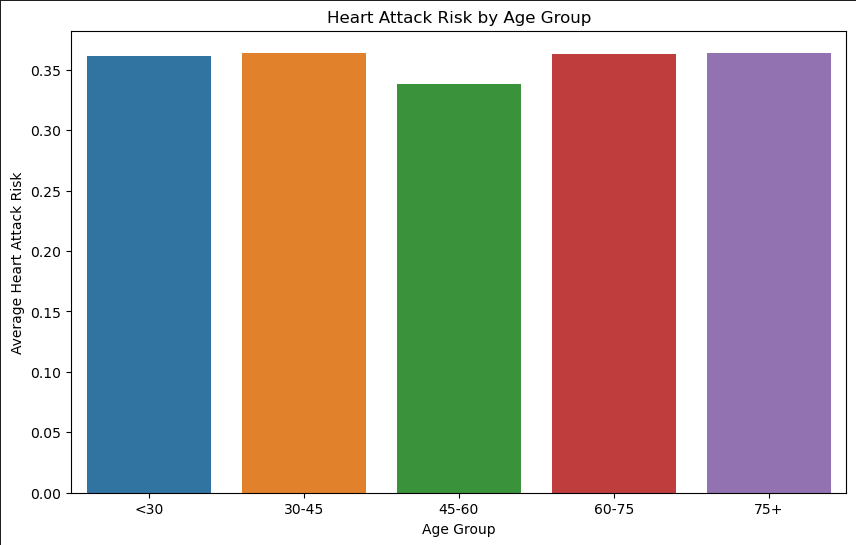 Heart Attack Risk by Age Group
Average Heart Attack Risk
0.35
0.30
0.25
0.20
0.15
0.10
0.05
0.00
<30 30-45 45-60 60-75 75+
Age Group